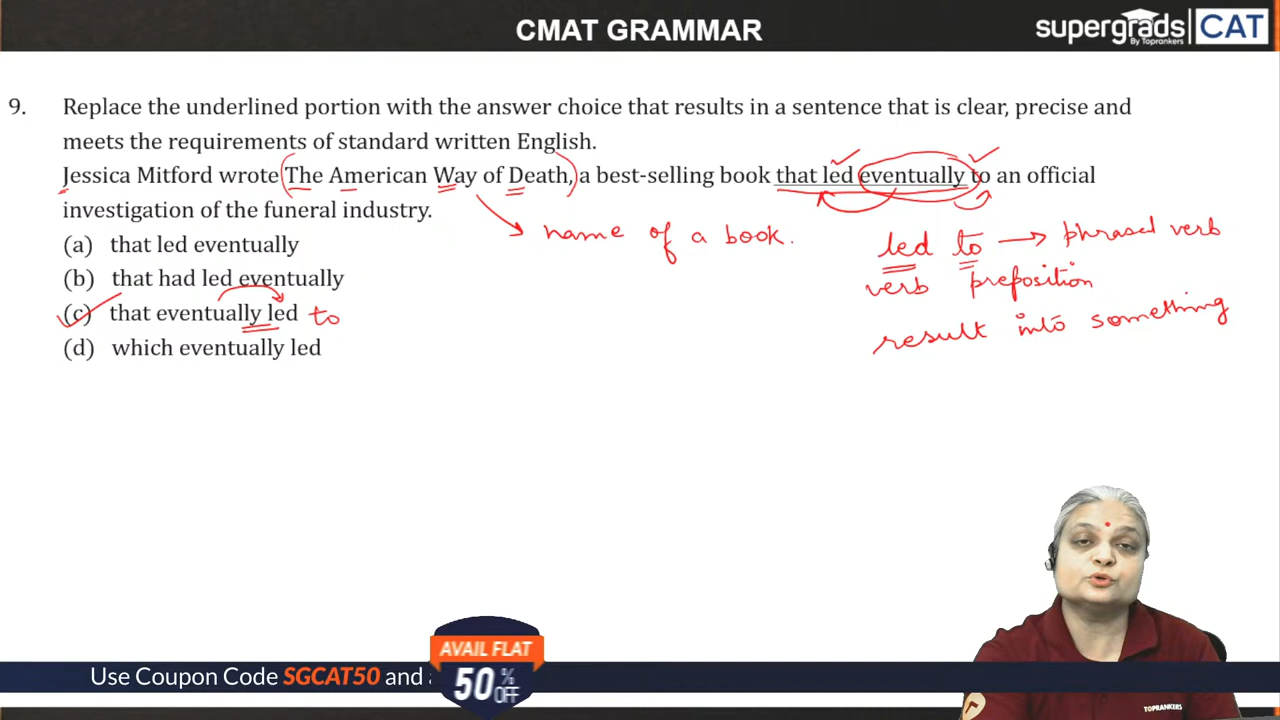 CMAT GRAMMAR
supergrads
By Toprankers
CAT
9. Replace the underlined portion with the answer choice that results in a sentence that is clear, precise and
meets the requirements of standard written English.
Jessica Mitford wrote The American Way of Death, a best-selling book that led eventually to an official
investigation of the funeral industry.
name of a book.
(a) that led eventually
(b) that had led eventually
(c) that eventually led to
(d) which eventually led
led to → phrasal verb
verb preposition
result into something
Use Coupon Code SGCAT50 and
AVAIL FLAT
50% OFF
TOPRANKERS